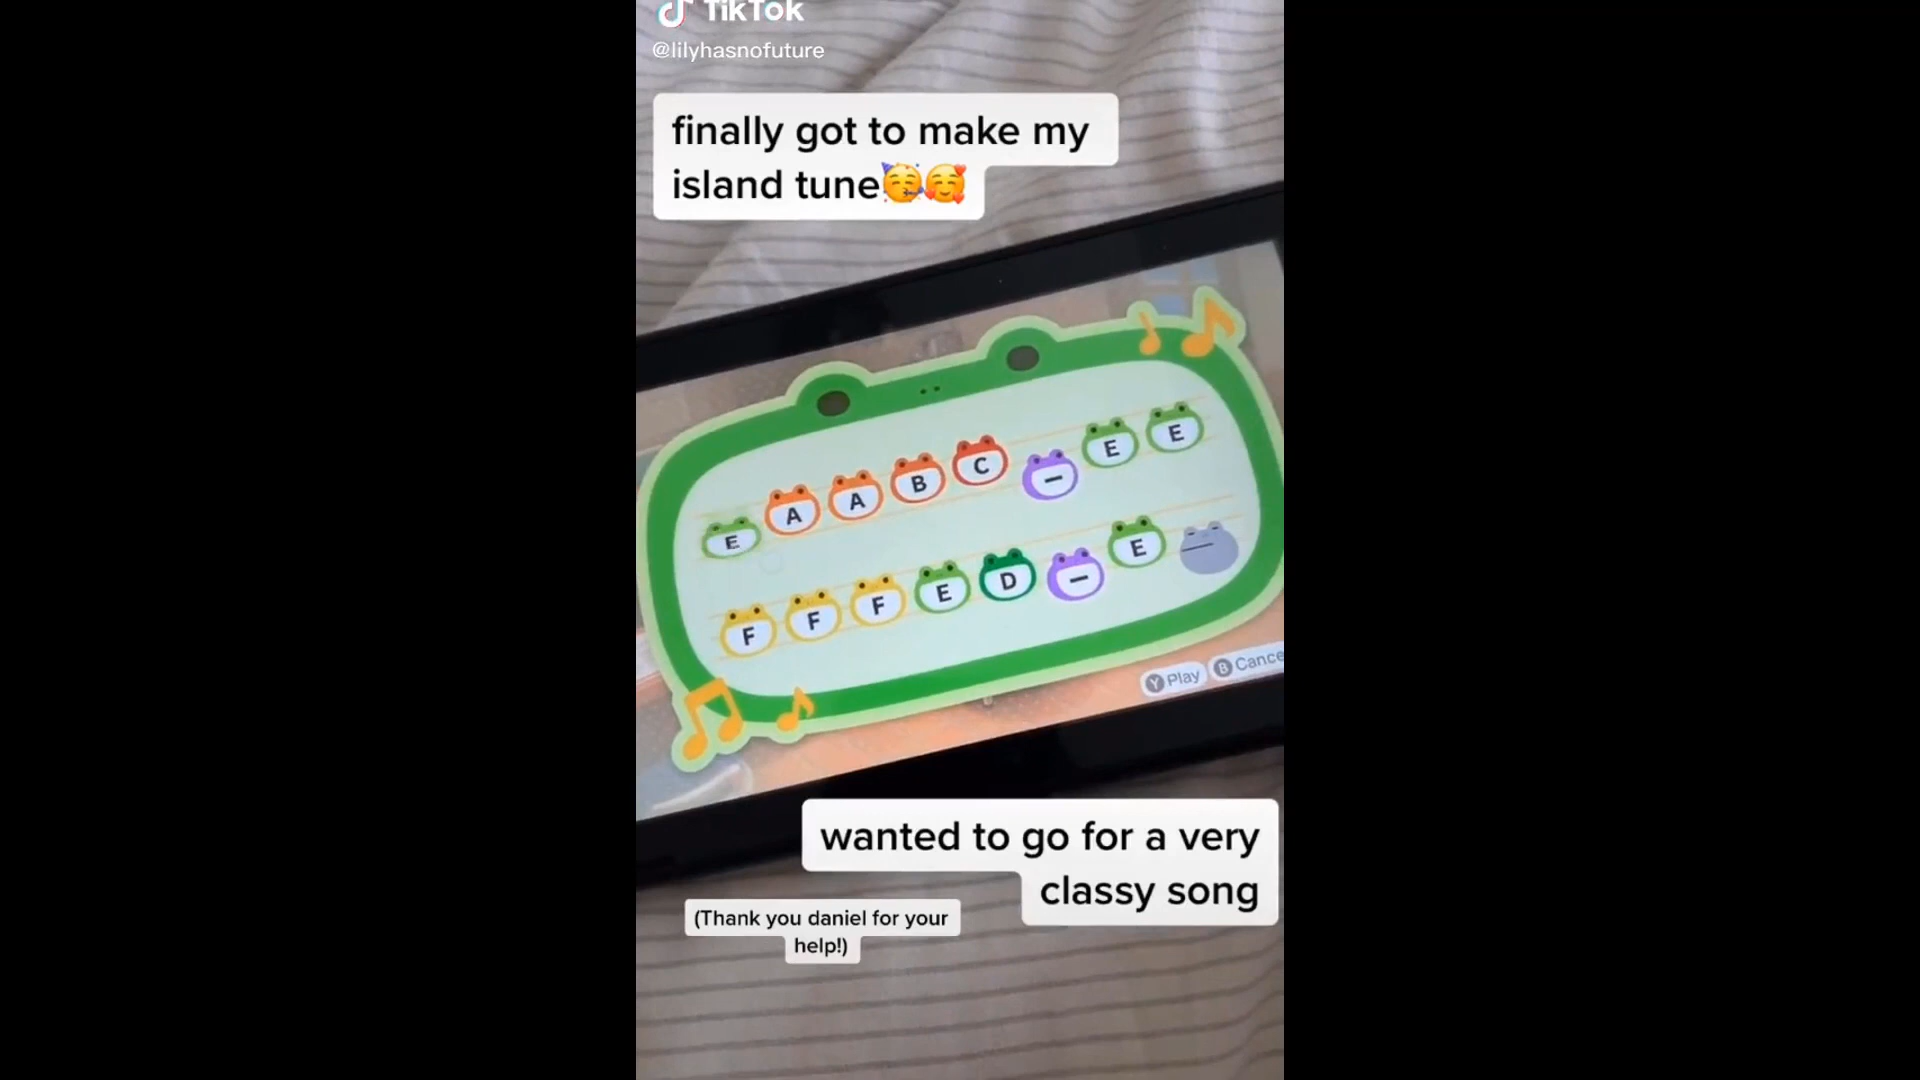 TikTok
@lilyhasnofuture
finally got to make my
island tune🥳🥰
E A A B C – E E
F F F E D – E
Y Play B Cance
wanted to go for a very
classy song
(Thank you daniel for your
help!)